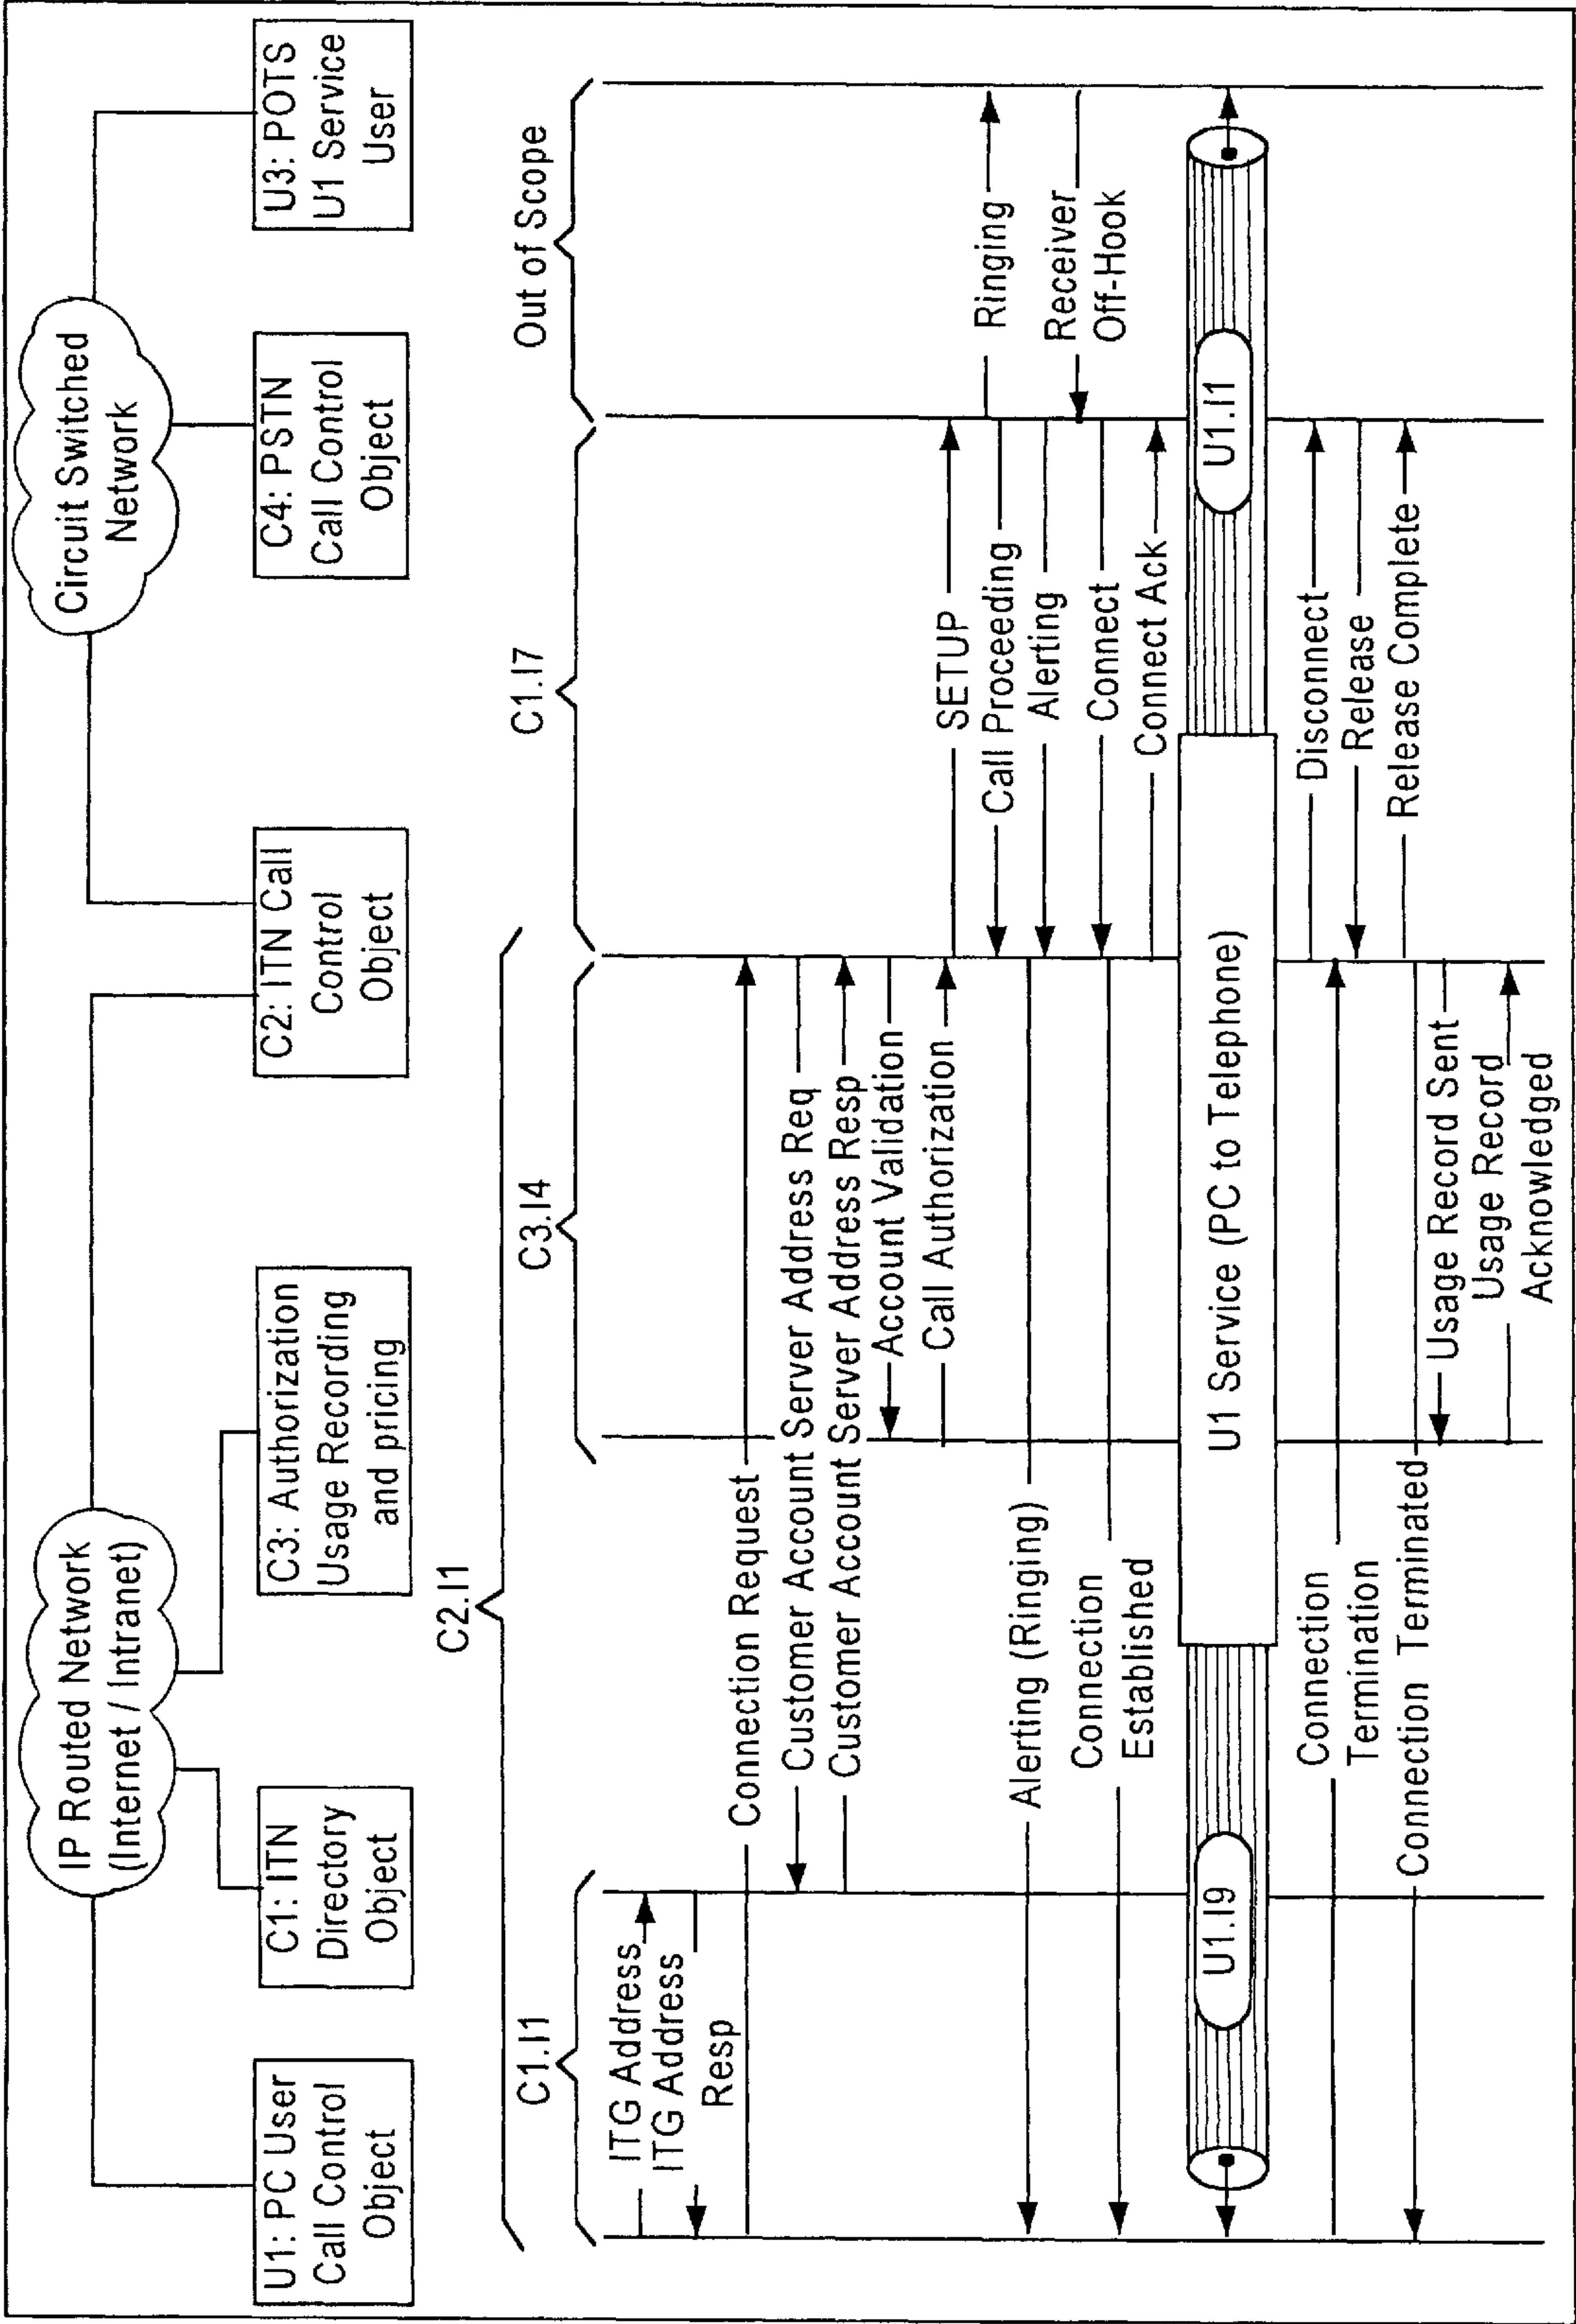 IP Routed Network
(Internet / Intranet)
Circuit Switched
Network
U1: PC User
Call Control
Object
C1: ITN
Directory
Object
C3: Authorization
Usage Recording
and pricing
C2: ITN Call
Control
Object
C4: PSTN
Call Control
Object
U3: POTS
U1 Service
User
C2.I1
C1.I1
C3.I4
C1.I7
Out of Scope
ITG Address
ITG Address
Resp
Connection Request
Customer Account Server Address Req
Customer Account Server Address Resp
Account Validation
Call Authorization
SETUP
Call Proceeding
Ringing
Alerting
Alerting (Ringing)
Receiver
Off-Hook
Connect
Connection
Established
Connect Ack
U1.I9
U1 Service (PC to Telephone)
U1.I1
Disconnect
Connection
Termination
Release
Release Complete
Connection Terminated
Usage Record Sent
Usage Record
Acknowledged